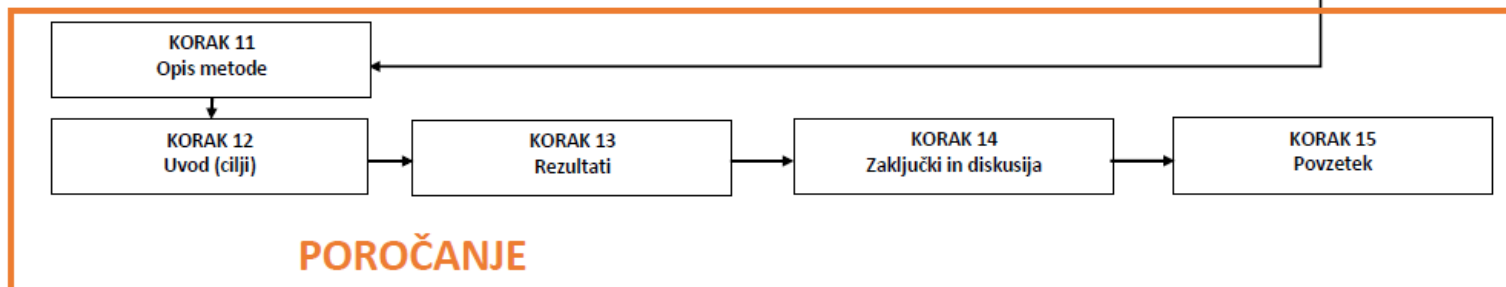 KORAK 11
Opis metode
KORAK 12
Uvod (cilji)
KORAK 13
Rezultati
KORAK 14
Zaključki in diskusija
KORAK 15
Povzetek
POROČANJE